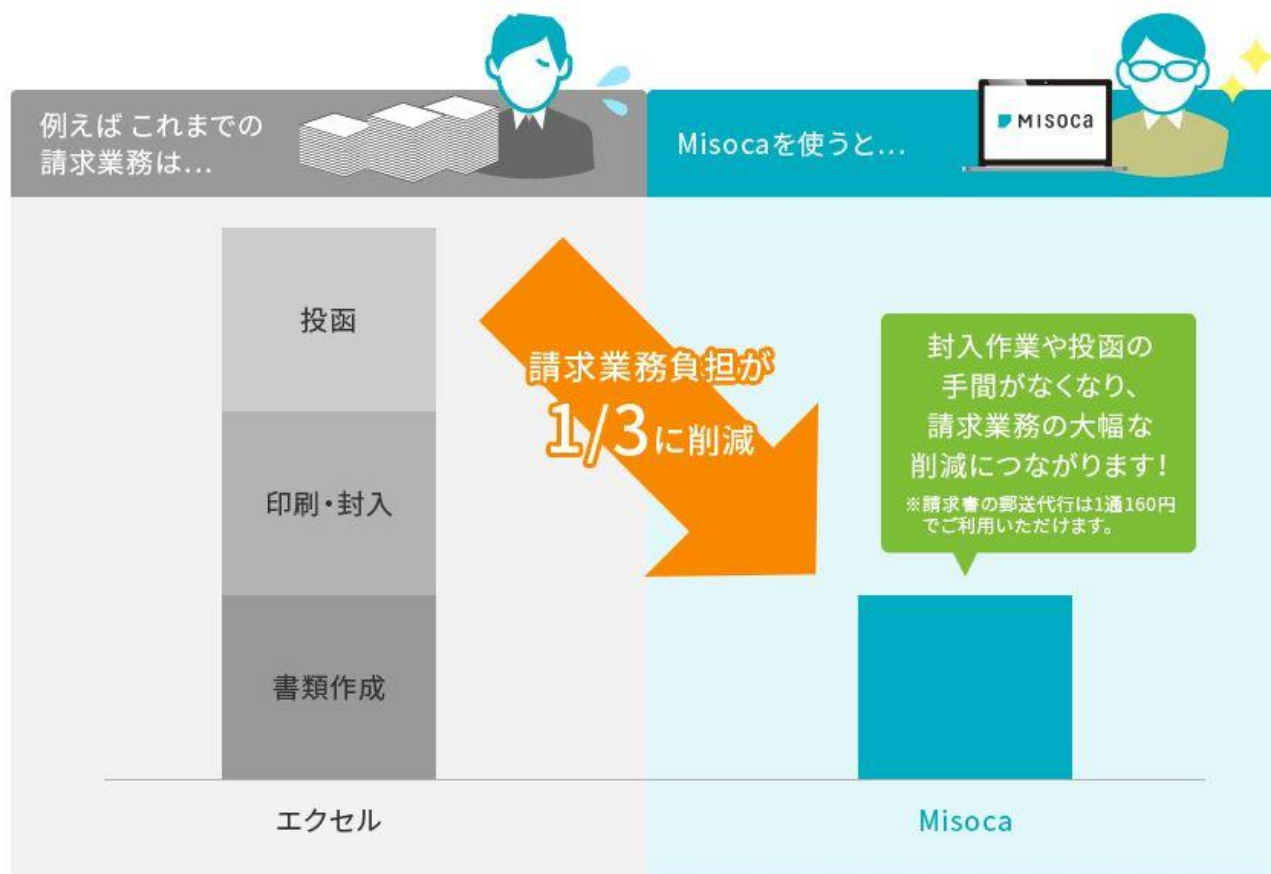 例えば これまでの
請求業務は...
Misocaを使うと...
MISOCA
投函
印刷・封入
書類作成
請求業務負担が
1/3に削減
封入作業や投函の
手間がなくなり、
請求業務の大幅な
削減につながります!
※請求書の郵送代行は1通160円
でご利用いただけます。
エクセル
Misoca